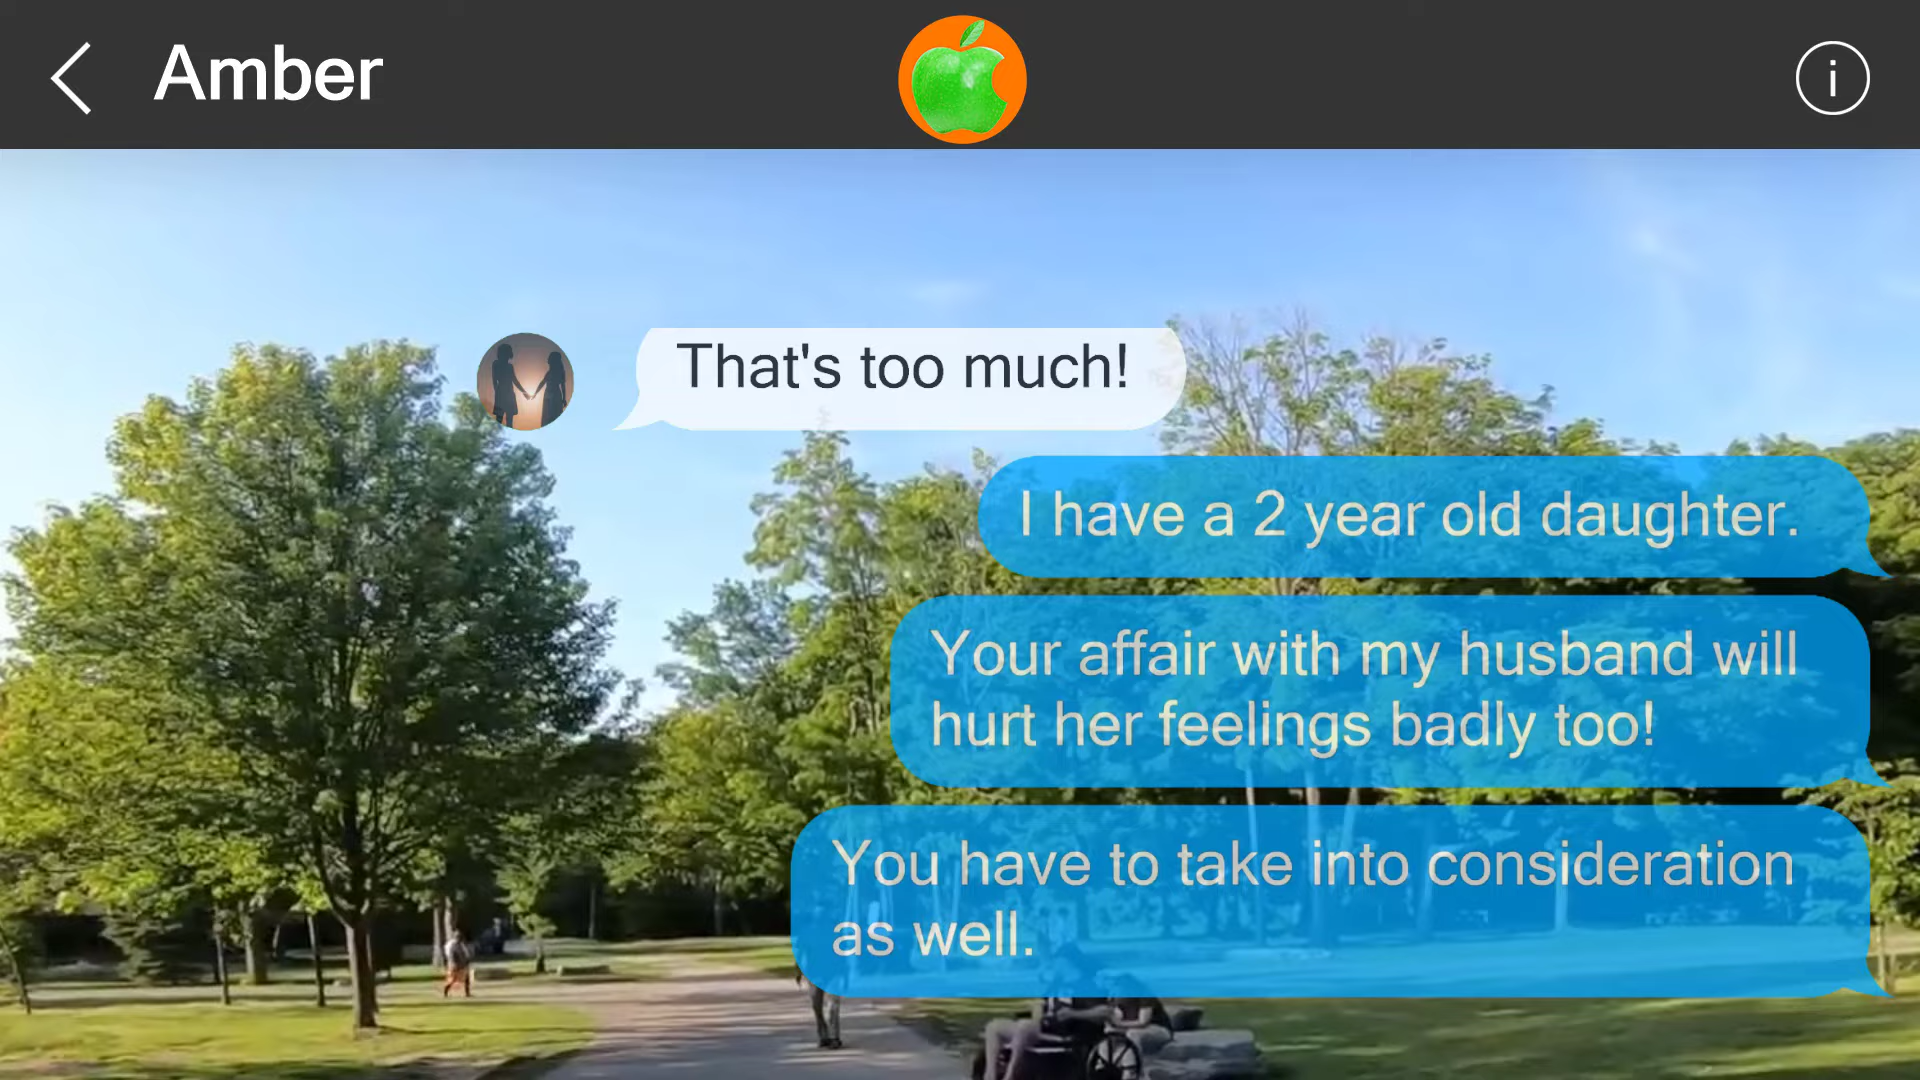 Amber
i
That's too much!
I have a 2 year old daughter.
Your affair with my husband will
hurt her feelings badly too!
You have to take into consideration
as well.